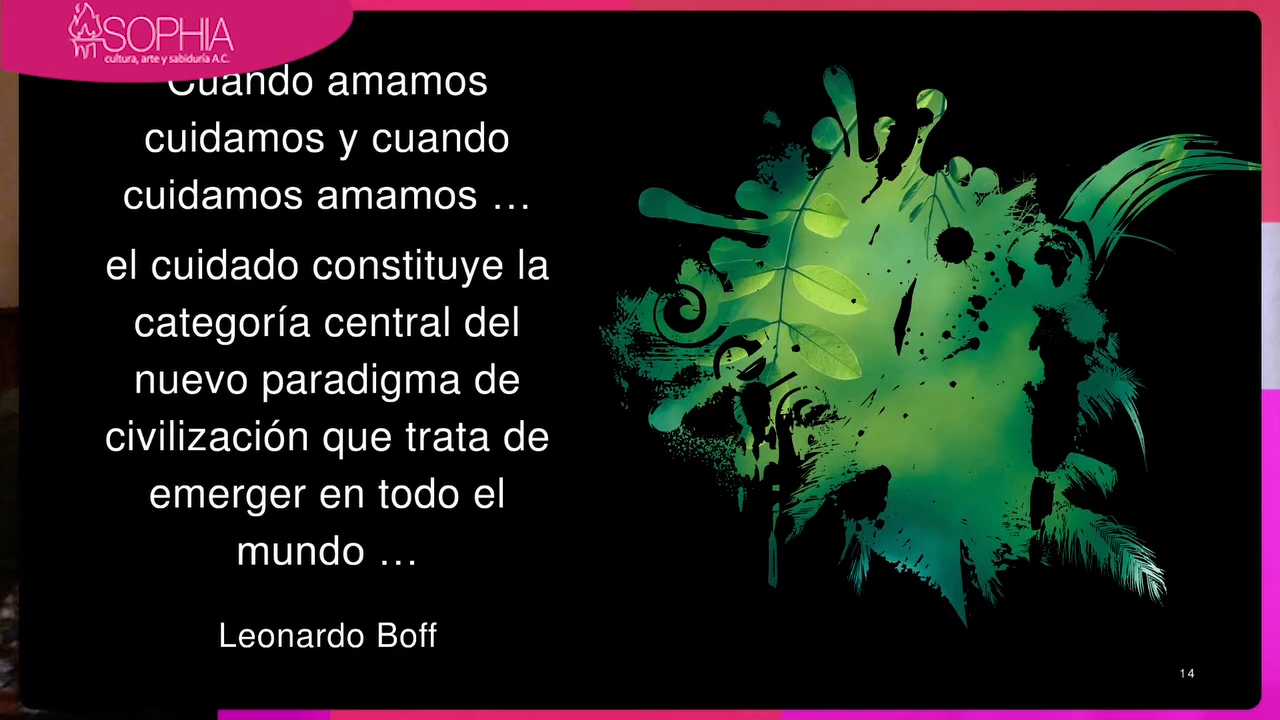 SOPHIA
cultura, arte y sabiduría A.C.
Cuando amamos
cuidamos y cuando
cuidamos amamos …
el cuidado constituye la
categoría central del
nuevo paradigma de
civilización que trata de
emerger en todo el
mundo …
Leonardo Boff
14